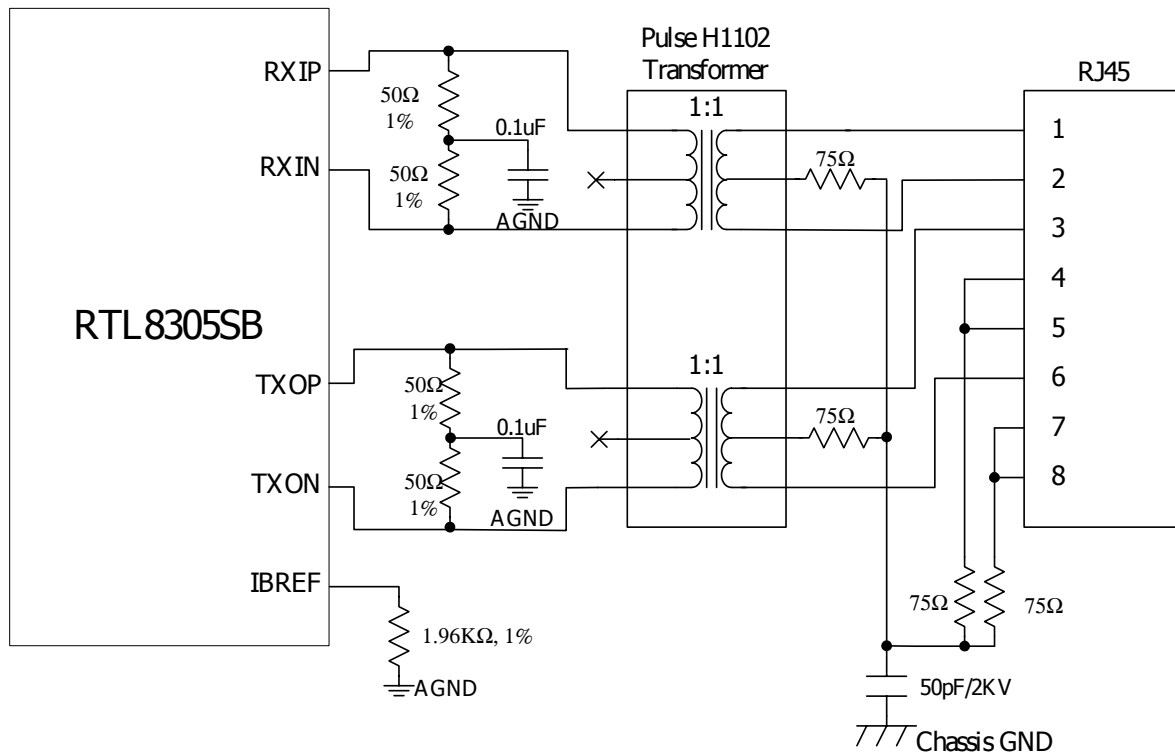 Pulse H1102
Transformer
RJ45
RXIP
50Ω
1%
0.1uF
1:1
1
75Ω
2
RXIN
50Ω
1%
AGND
3
4
RTL8305SB
5
TXOP
1:1
6
50Ω
1%
0.1uF
75Ω
7
8
TXON
50Ω
1%
AGND
IBREF
75Ω
75Ω
1.96KΩ, 1%
AGND
50pF/2KV
Chassis GND